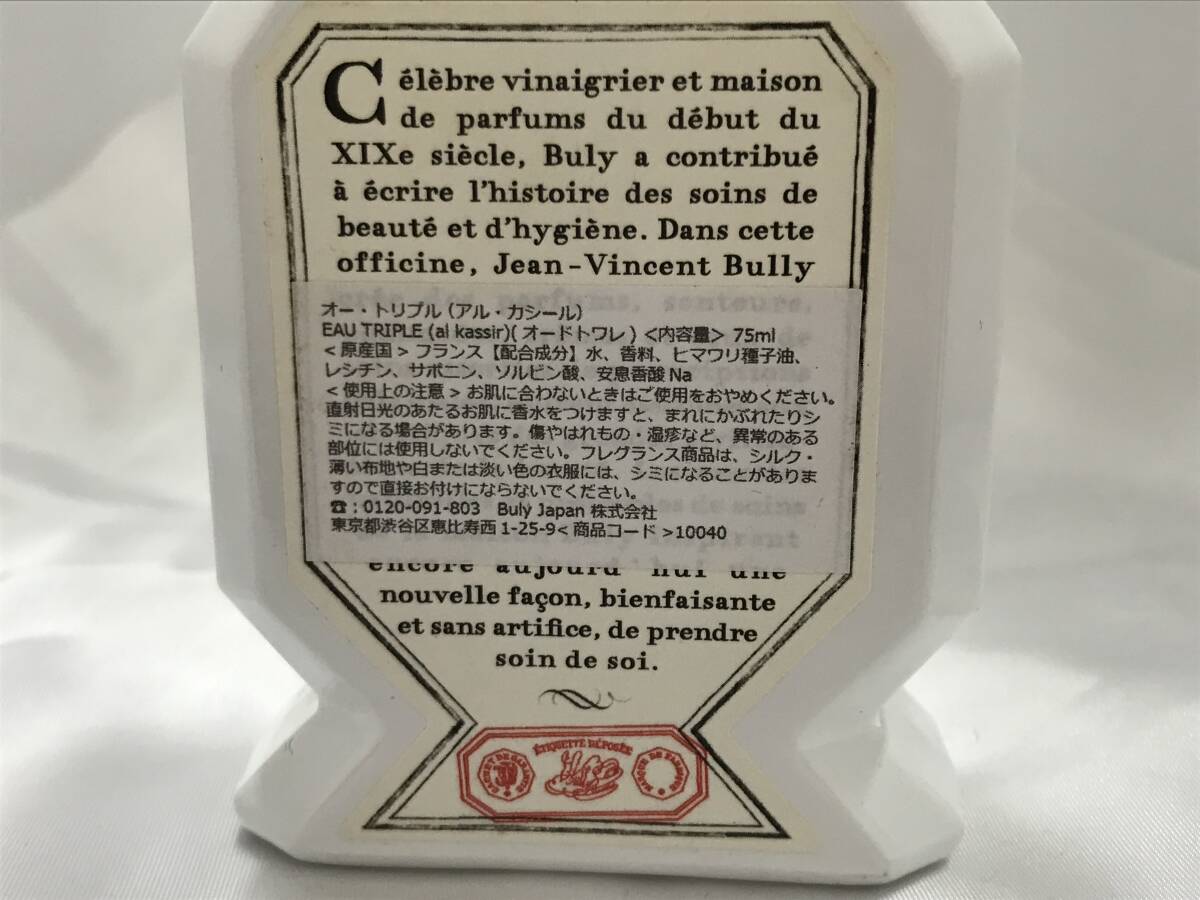 Célèbre vinaigrier et maison
de parfums du début du
XIXe siècle, Buly a contribué
à écrire l'histoire des soins de
beauté et d'hygiène. Dans cette
officine, Jean-Vincent Bully
parfums, senteurs,
オー・トリプル（アル・カシール）
EAU TRIPLE (al kassir)( オードトワレ ) ＜内容量＞ 75ml
＜ 原産国 ＞ フランス【配合成分】水、香料、ヒマワリ種子油、
レシチン、サポニン、ソルビン酸、安息香酸 Na
＜ 使用上の注意 ＞ お肌に合わないときはご使用をおやめください。
直射日光のあたるお肌に香水をつけますと、まれにかぶれたりシ
ミになる場合があります。傷やはれもの・湿疹など、異常のある
部位には使用しないでください。フレグランス商品は、シルク・
薄い布地や白または淡い色の衣服には、シミになることがありま
すので直接お付けにならないでください。
☎ : 0120-091-803 Buly Japan 株式会社
東京都渋谷区恵比寿西 1-25-9＜ 商品コード ＞10040
encore aujourd'hui une
nouvelle façon, bienfaisante
et sans artifice, de prendre
soin de soi.
ÉTIQUETTE DÉPOSÉE